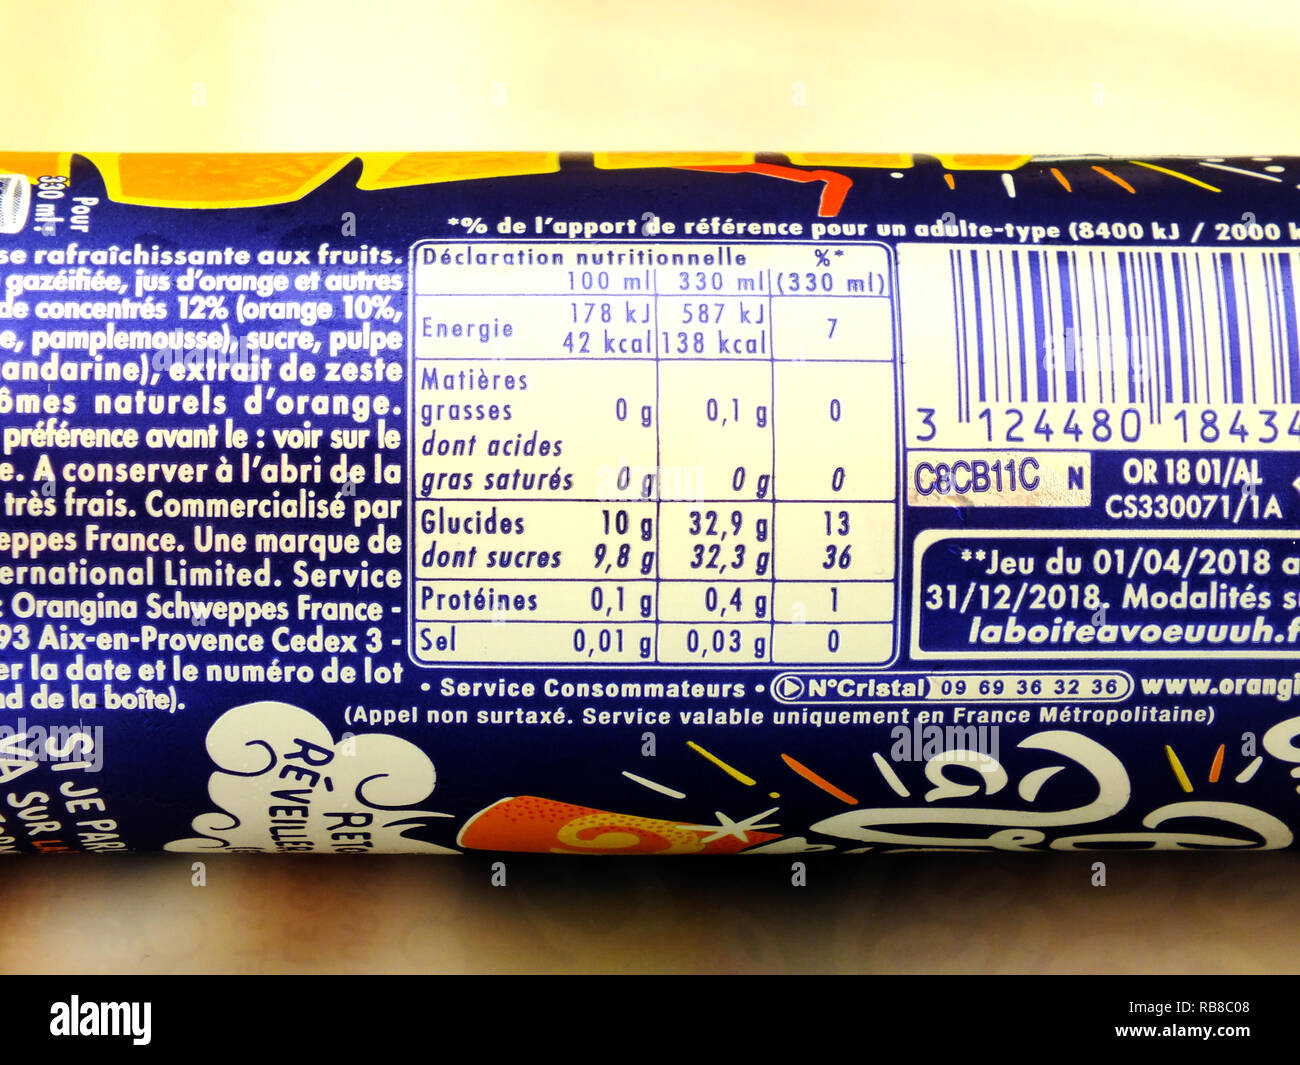 Pour
330 ml :
*% de l'apport de référence pour un adulte-type (8400 kJ / 2000
se rafraîchissante aux fruits.
gazéifiée, jus d'orange et autres
de concentrés 12% (orange 10%,
e, pamplemousse), sucre, pulpe
andarine), extrait de zeste
ômes naturels d'orange.
préférence avant le : voir sur le
e. A conserver à l'abri de la
très frais. Commercialisé par
eppes France. Une marque de
ernational Limited. Service
: Orangina Schweppes France -
93 Aix-en-Provence Cedex 3 -
er la date et le numéro de lot
nd de la boîte).
Déclaration nutritionnelle %*
100 ml 330 ml (330 ml)
Energie 178 kJ 587 kJ 7
42 kcal 138 kcal
Matières
grasses 0 g 0,1 g 0
dont acides
gras saturés 0 g 0 g 0
Glucides 10 g 32,9 g 13
dont sucres 9,8 g 32,3 g 36
Protéines 0,1 g 0,4 g 1
Sel 0,01 g 0,03 g 0
3 124480 18434
C8CB11C N OR 18 01/AL
CS330071/1A
**Jeu du 01/04/2018 a
31/12/2018. Modalités su
laboiteavoeuuuh.f
• Service Consommateurs • N°Cristal 09 69 36 32 36 www.orangi
(Appel non surtaxé. Service valable uniquement en France Métropolitaine)
SI JE PAR
VA SUR
RETO
RÉVEILLER
alamy
Image ID: RB8C08
www.alamy.com